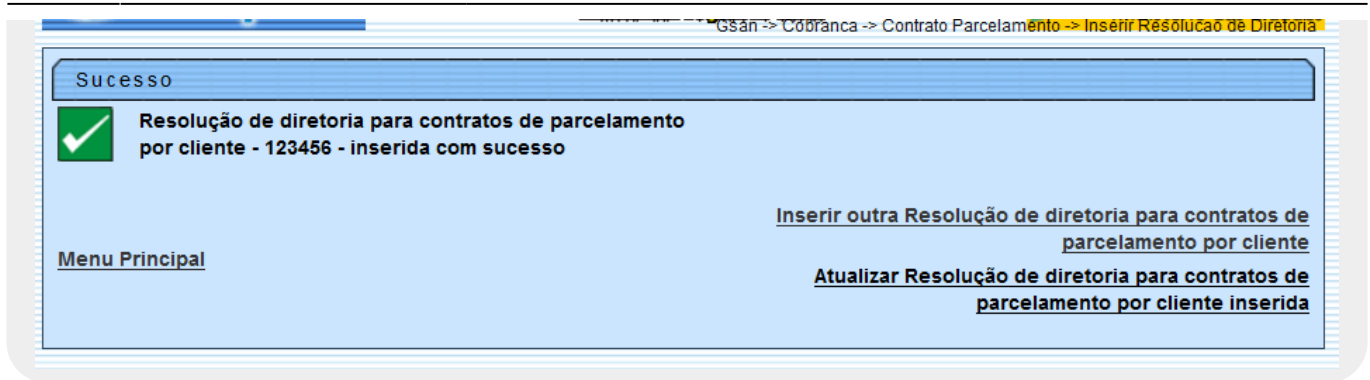 Gsan -> Cobranca -> Contrato Parcelamento -> Inserir Resolucao de Diretoria
Sucesso
Resolução de diretoria para contratos de parcelamento
por cliente - 123456 - inserida com sucesso
Inserir outra Resolução de diretoria para contratos de
parcelamento por cliente
Menu Principal
Atualizar Resolução de diretoria para contratos de
parcelamento por cliente inserida